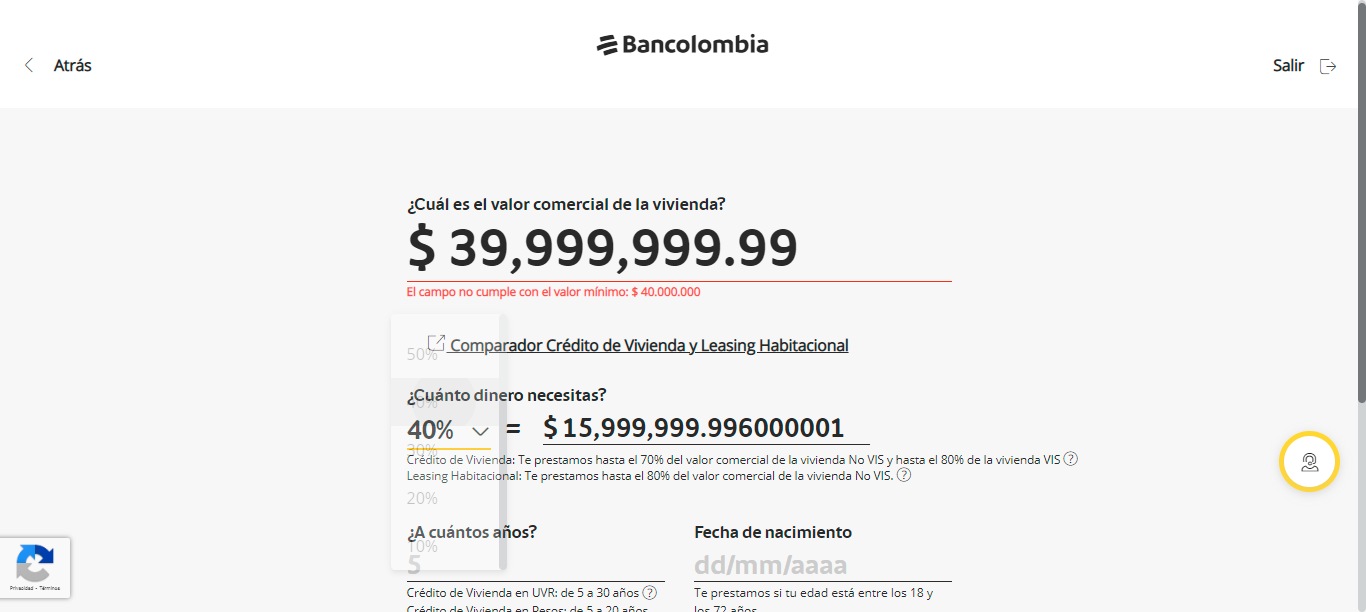 Bancolombia
Atrás
Salir
¿Cuál es el valor comercial de la vivienda?
$ 39,999,999.99
El campo no cumple con el valor mínimo: $ 40.000.000
Comparador Crédito de Vivienda y Leasing Habitacional
50%
¿Cuánto dinero necesitas?
40%
40% = $ 15,999,999.996000001
30%
Crédito de Vivienda: Te prestamos hasta el 70% del valor comercial de la vivienda No VIS y hasta el 80% de la vivienda VIS ?
Leasing Habitacional: Te prestamos hasta el 80% del valor comercial de la vivienda No VIS. ?
20%
¿A cuántos años?
10%
5
Crédito de Vivienda en UVR: de 5 a 30 años ?
Crédito de Vivienda en Pesos: de 5 a 20 años
Fecha de nacimiento
dd/mm/aaaa
Te prestamos si tu edad está entre los 18 y
los 72 años
Privacidad - Términos